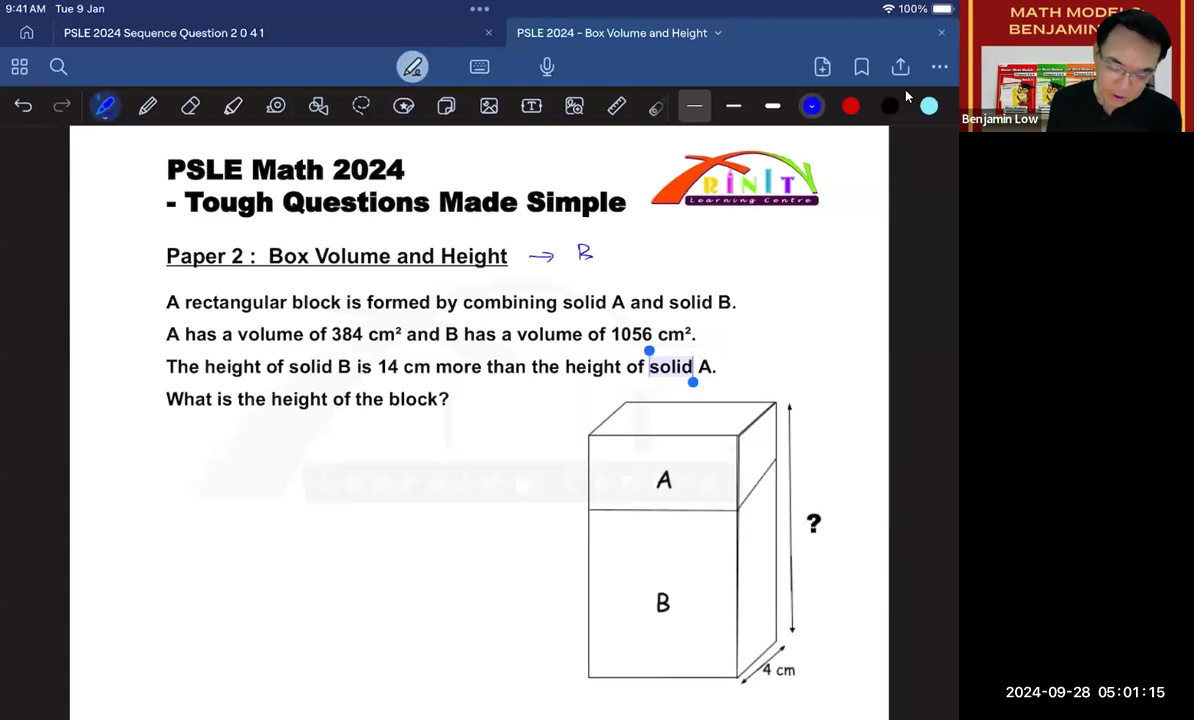 9:41 AM Tue 9 Jan
100%
PSLE 2024 Sequence Question 2 0 4 1
PSLE 2024 - Box Volume and Height
MATH MODELS
BENJAMIN
Benjamin Low
PSLE Math 2024
- Tough Questions Made Simple
TRINITY
Learning Centre
Paper 2 : Box Volume and Height → B
A rectangular block is formed by combining solid A and solid B.
A has a volume of 384 cm² and B has a volume of 1056 cm².
The height of solid B is 14 cm more than the height of solid A.
What is the height of the block?
A
?
B
4 cm
2024-09-28 05:01:15